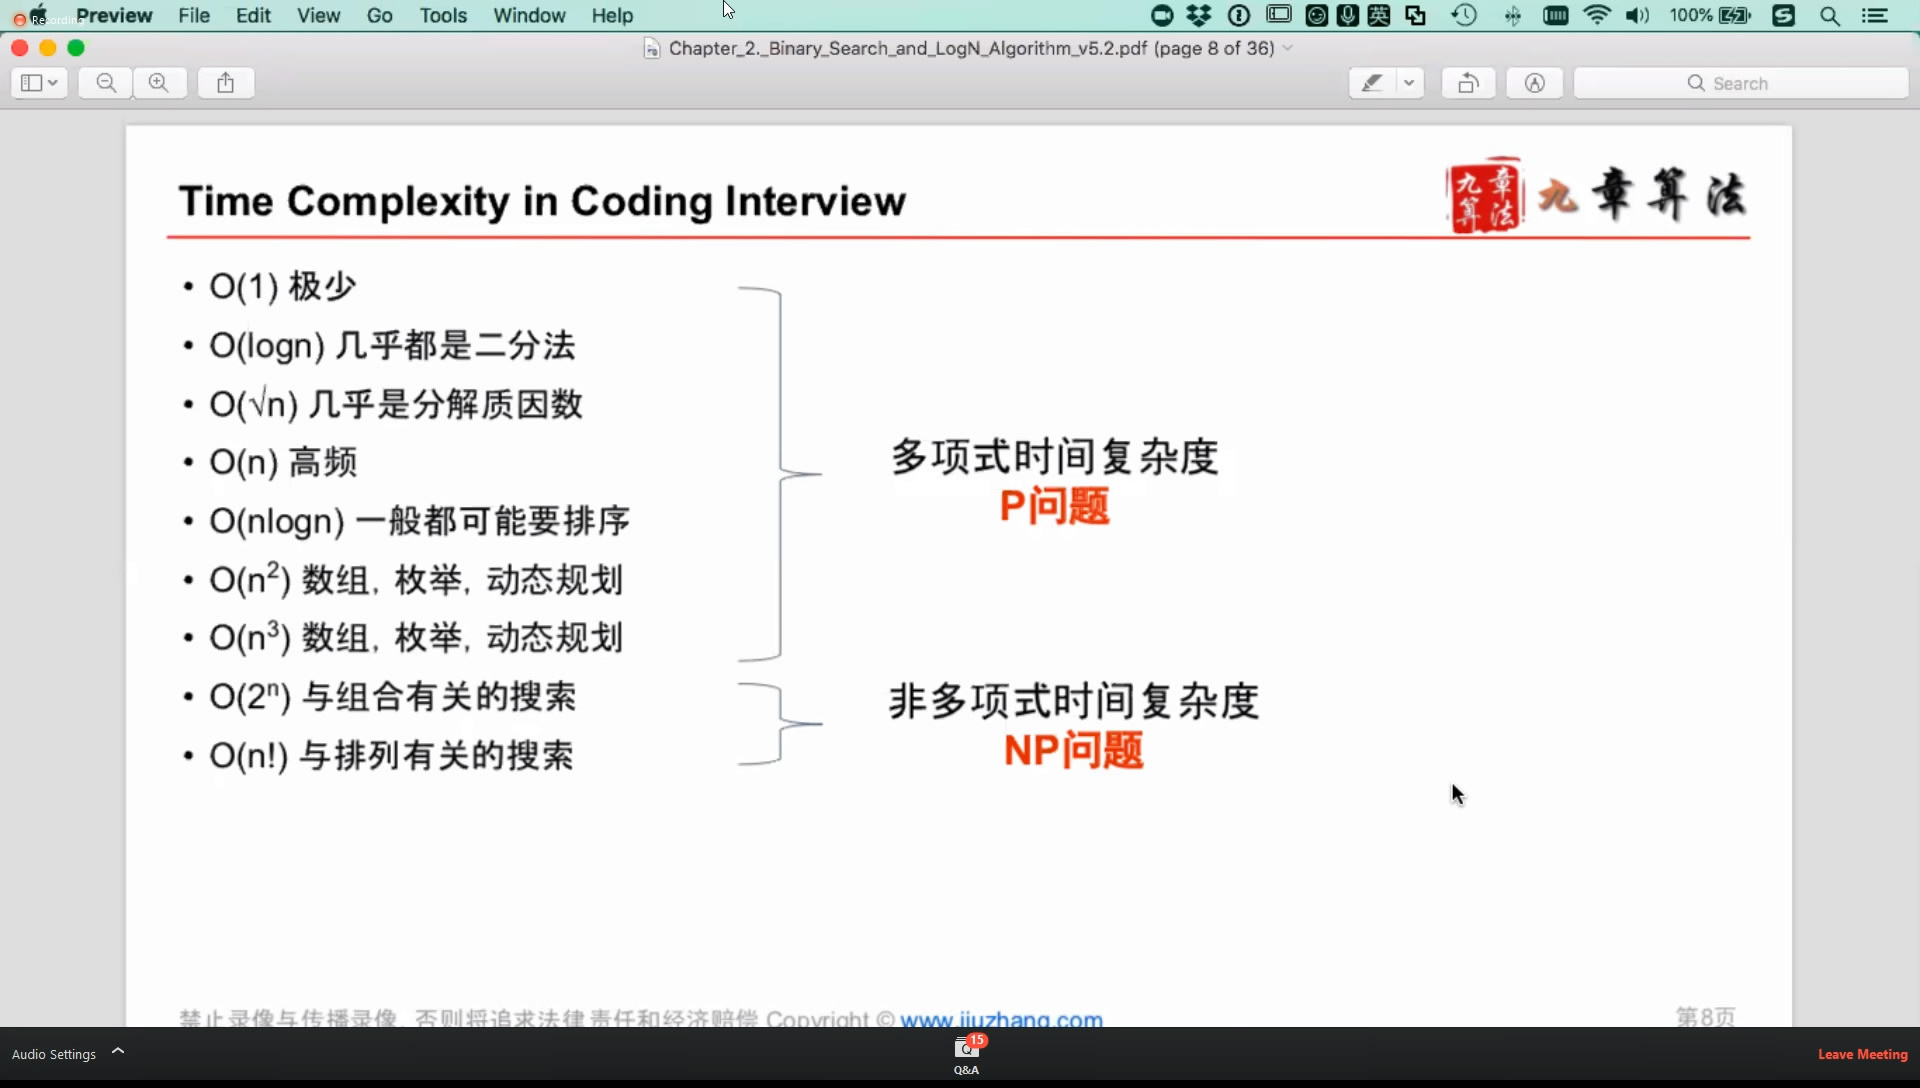 Recording
Preview File Edit View Go Tools Window Help 英 100%
Chapter_2._Binary_Search_and_LogN_Algorithm_v5.2.pdf (page 8 of 36)
Search
Time Complexity in Coding Interview
九章算法 九章算法
• O(1) 极少
• O(logn) 几乎都是二分法
• O(√n) 几乎是分解质因数
• O(n) 高频
• O(nlogn) 一般都可能要排序
• O(n²) 数组, 枚举, 动态规划
• O(n³) 数组, 枚举, 动态规划
• O(2ⁿ) 与组合有关的搜索
• O(n!) 与排列有关的搜索
多项式时间复杂度
P问题
非多项式时间复杂度
NP问题
禁止录像与传播录像, 否则将追求法律责任和经济赔偿 Copyright © www.jiuzhang.com
第8页
Audio Settings
15
Q&A
Leave Meeting